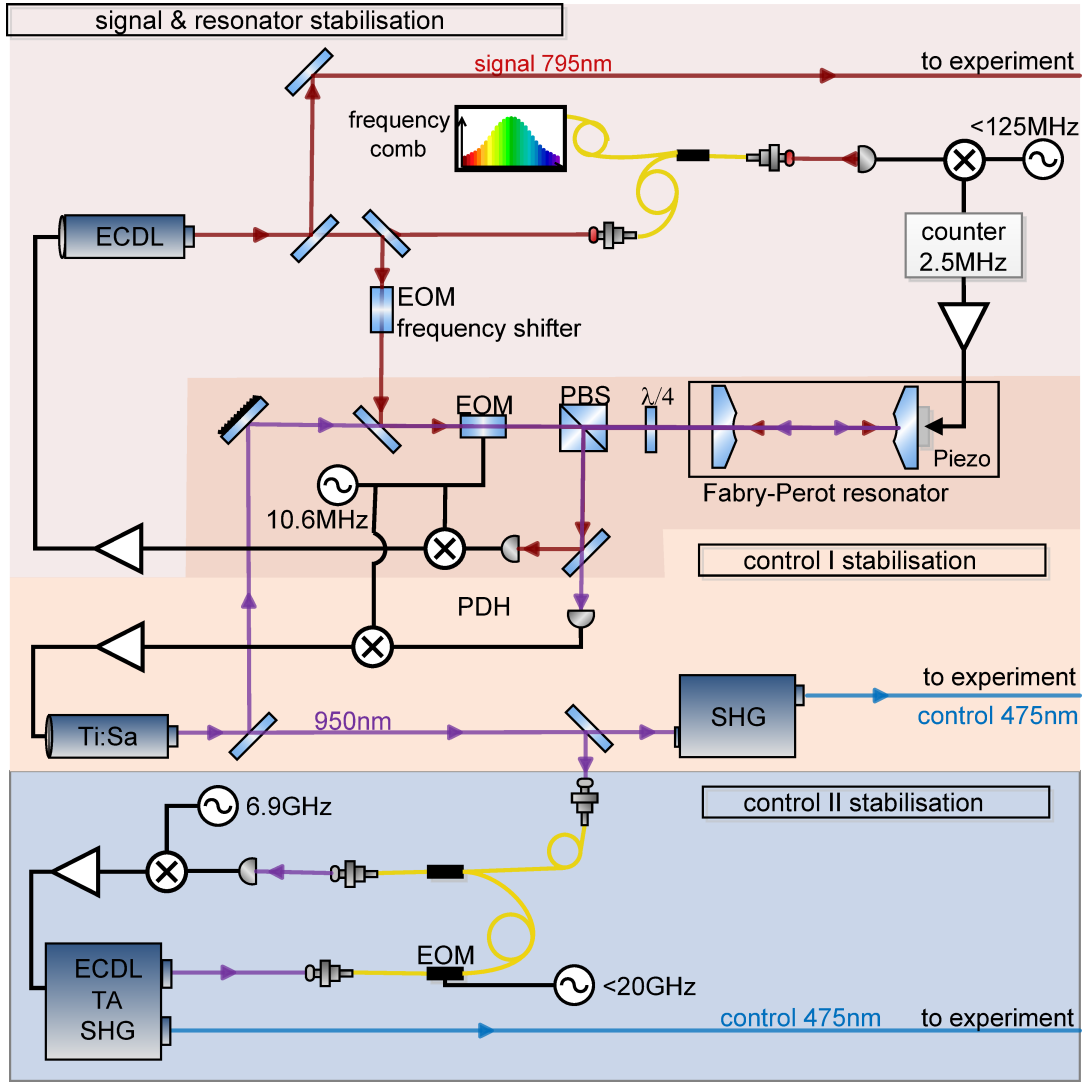 signal & resonator stabilisation
signal 795nm
to experiment
frequency
comb
<125MHz
ECDL
counter
2.5MHz
EOM
frequency shifter
EOM
PBS
λ/4
Piezo
Fabry-Perot resonator
10.6MHz
control I stabilisation
PDH
to experiment
Ti:Sa
950nm
SHG
control 475nm
6.9GHz
control II stabilisation
EOM
ECDL
TA
SHG
<20GHz
control 475nm
to experiment